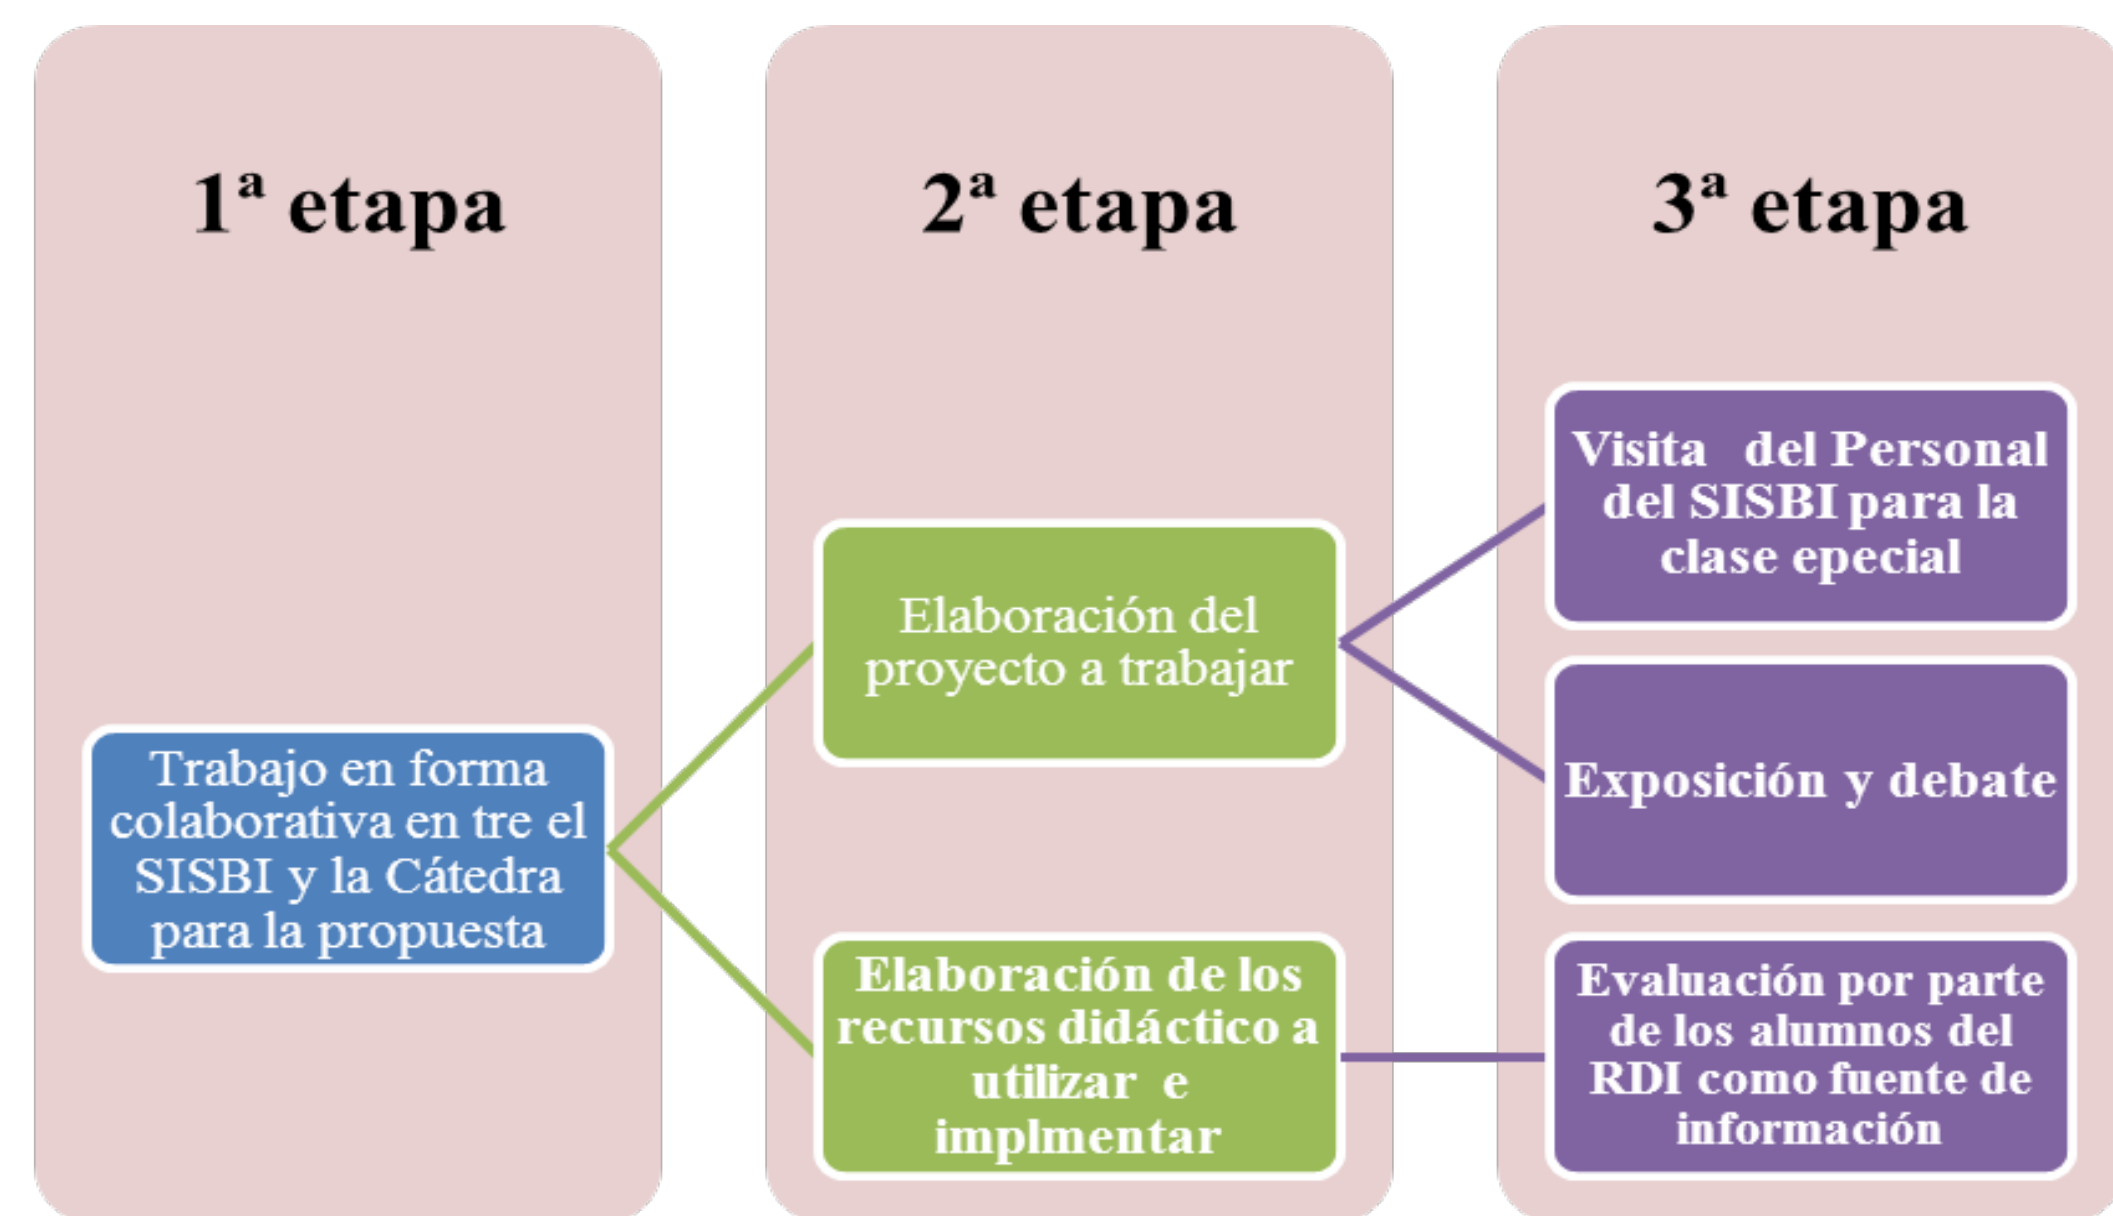 1ª etapa
2ª etapa
3ª etapa
Trabajo en forma
colaborativa en tre el
SISBI y la Cátedra
para la propuesta
Elaboración del
proyecto a trabajar
Elaboración de los
recursos didáctico a
utilizar e
implmentar
Visita del Personal
del SISBI para la
clase epecial
Exposición y debate
Evaluación por parte
de los alumnos del
RDI como fuente de
información